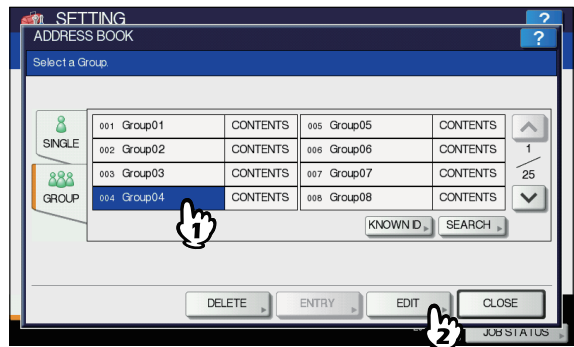 SETTING ?
ADDRESS BOOK ?
Select a Group.
SINGLE
GROUP
001 Group01 CONTENTS 005 Group05 CONTENTS
002 Group02 CONTENTS 006 Group06 CONTENTS
003 Group03 CONTENTS 007 Group07 CONTENTS
004 Group04 CONTENTS 008 Group08 CONTENTS
1
25
1
KNOWN ID SEARCH
DELETE ENTRY EDIT CLOSE
2
JOB STATUS